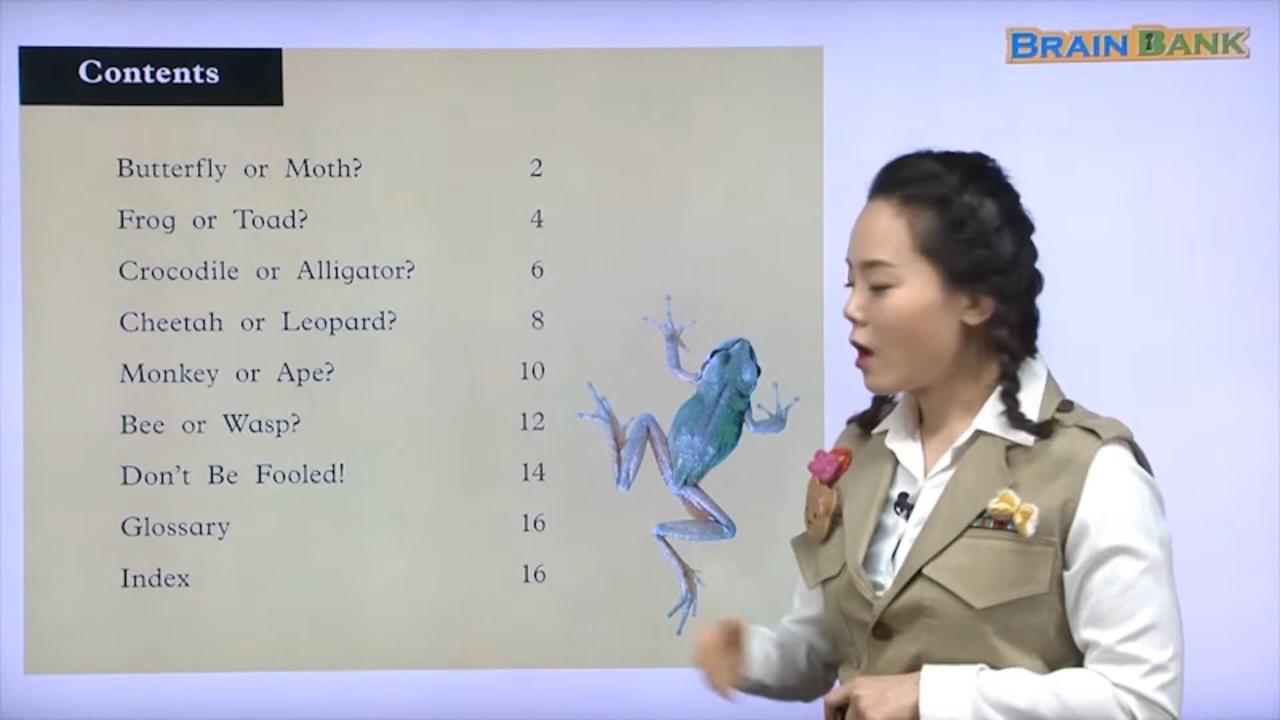 Contents
BRAIN BANK
Butterfly or Moth? 2
Frog or Toad? 4
Crocodile or Alligator? 6
Cheetah or Leopard? 8
Monkey or Ape? 10
Bee or Wasp? 12
Don't Be Fooled! 14
Glossary 16
Index 16